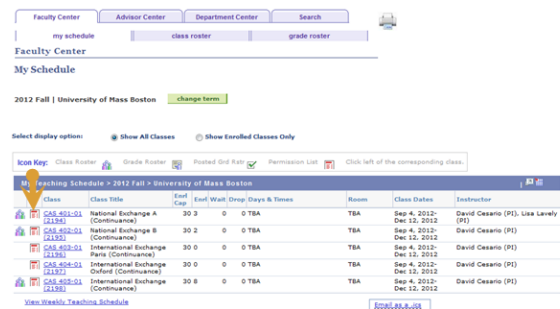 Faculty Center Advisor Center Department Center Search
my schedule class roster grade roster
Faculty Center
My Schedule
2012 Fall | University of Mass Boston change term
Select display option: Show All Classes Show Enrolled Classes Only
Icon Key: Class Roster Grade Roster Posted Grd Rstr Permission List Click left of the corresponding class.
My Teaching Schedule > 2012 Fall > University of Mass Boston
Class Class Title Enrl Cap Enrl Wait Drop Days & Times Room Class Dates Instructor
CAS 401-01 National Exchange A 30 3 0 0 TBA TBA Sep 4, 2012- David Cesario (PI), Lisa Lavely
(2194) (Continuance) Dec 12, 2012 (PI)
CAS 402-01 National Exchange B 30 2 0 0 TBA TBA Sep 4, 2012- David Cesario (PI)
(2195) (Continuance) Dec 12, 2012
CAS 403-01 International Exchange 30 0 0 0 TBA TBA Sep 4, 2012- David Cesario (PI)
(2196) Paris (Continuance) Dec 12, 2012
CAS 404-01 International Exchange 30 0 0 0 TBA TBA Sep 4, 2012- David Cesario (PI)
(2197) Oxford (Continuance) Dec 12, 2012
CAS 405-01 International Exchange 30 8 0 0 TBA TBA Sep 4, 2012- David Cesario (PI)
(2198) (Continuance) Dec 12, 2012
View Weekly Teaching Schedule Email as a .ics